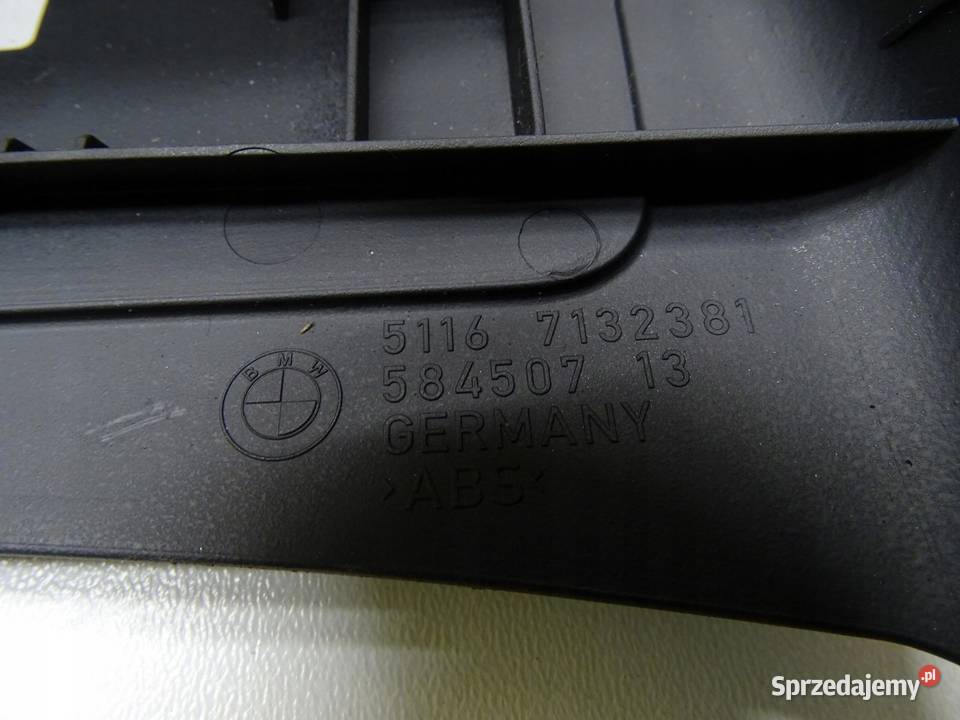 5116 7132381
584507 13
BMW
GERMANY
>ABS<
Sprzedajemy.pl